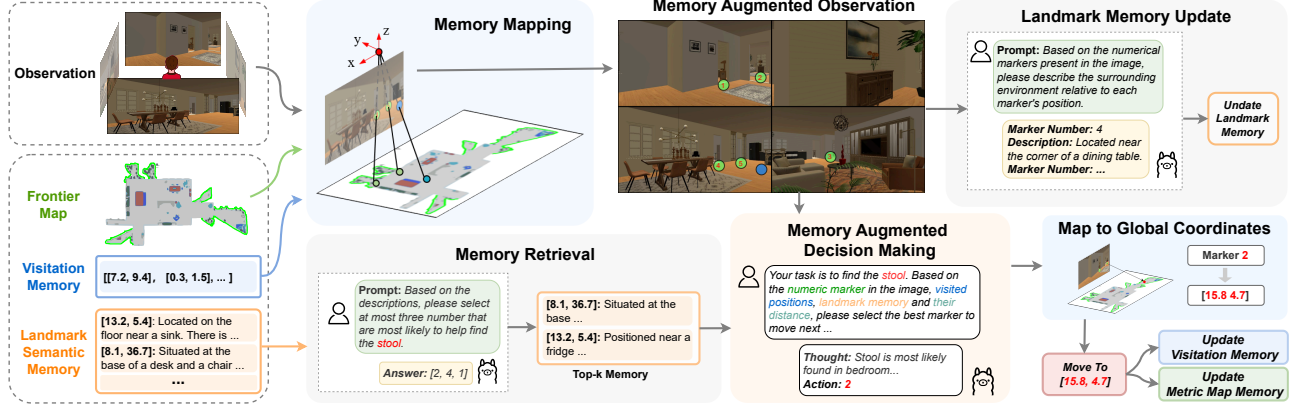 Observation
Frontier
Map
Visitation
Memory
[[7.2, 9.4], [0.3, 1.5], ... ]
Landmark
Semantic
Memory
[13.2, 5.4]: Located on the
floor near a sink. There is ...
[8.1, 36.7]: Situated at the
base of a desk and a chair ...
...
Memory Mapping
z
y
x
Memory Retrieval
Prompt: Based on the
descriptions, please select
at most three number that
are most likely to help find
the stool.
Answer: [2, 4, 1]
[8.1, 36.7]: Situated at the
base ...
[13.2, 5.4]: Positioned near a
fridge ...
Top-k Memory
Memory Augmented Observation
1
2
3
4
5
Memory Augmented
Decision Making
Your task is to find the stool. Based on
the numeric marker in the image, visited
positions, landmark memory and their
distance, please select the best marker to
move next ...
Thought: Stool is most likely
found in bedroom...
Action: 2
Landmark Memory Update
Prompt: Based on the numerical
markers present in the image,
please describe the surrounding
environment relative to each
marker's position.
Marker Number: 4
Description: Located near
the corner of a dining table.
Marker Number: ...
Undate
Landmark
Memory
Map to Global Coordinates
Marker 2
[15.8 4.7]
Move To
[15.8, 4.7]
Update
Visitation Memory
Update
Metric Map Memory